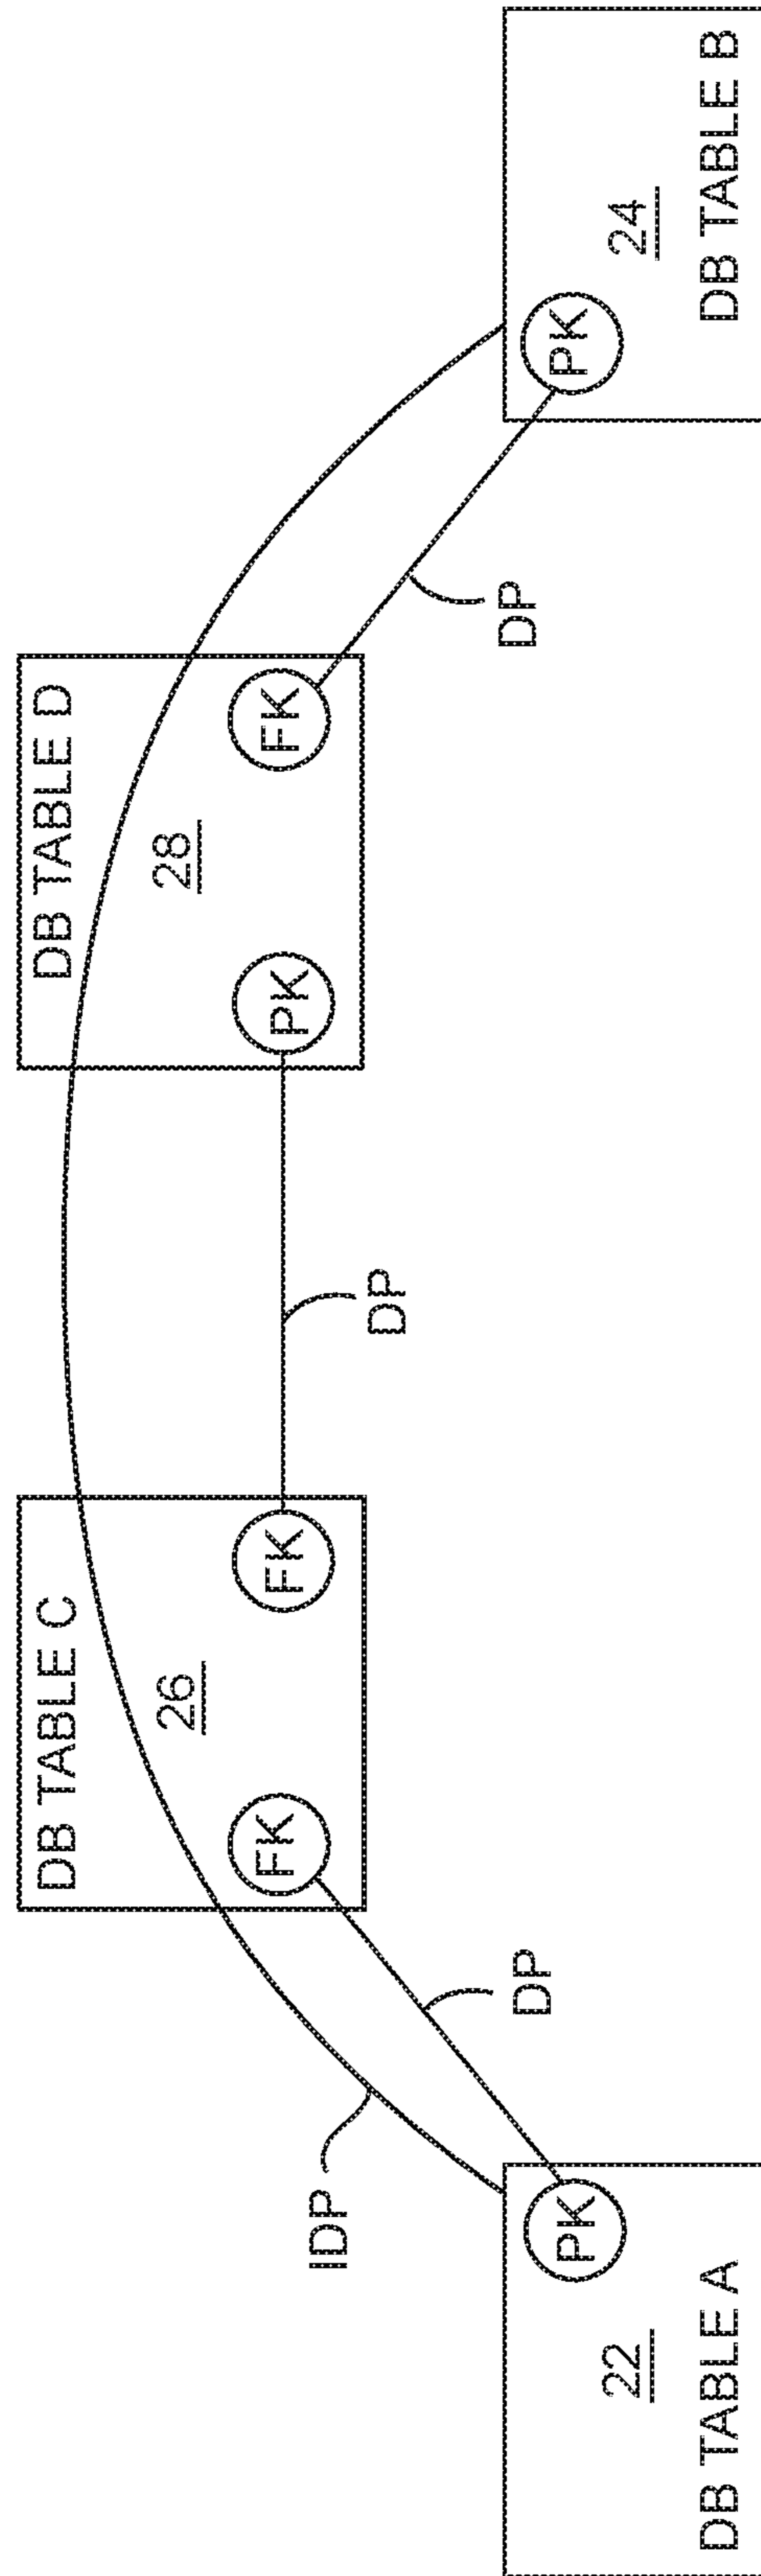 DB TABLE C
DB TABLE D
26
28
FK
FK
PK
FK
IDP
DP
DP
DP
PK
PK
22
24
DB TABLE A
DB TABLE B